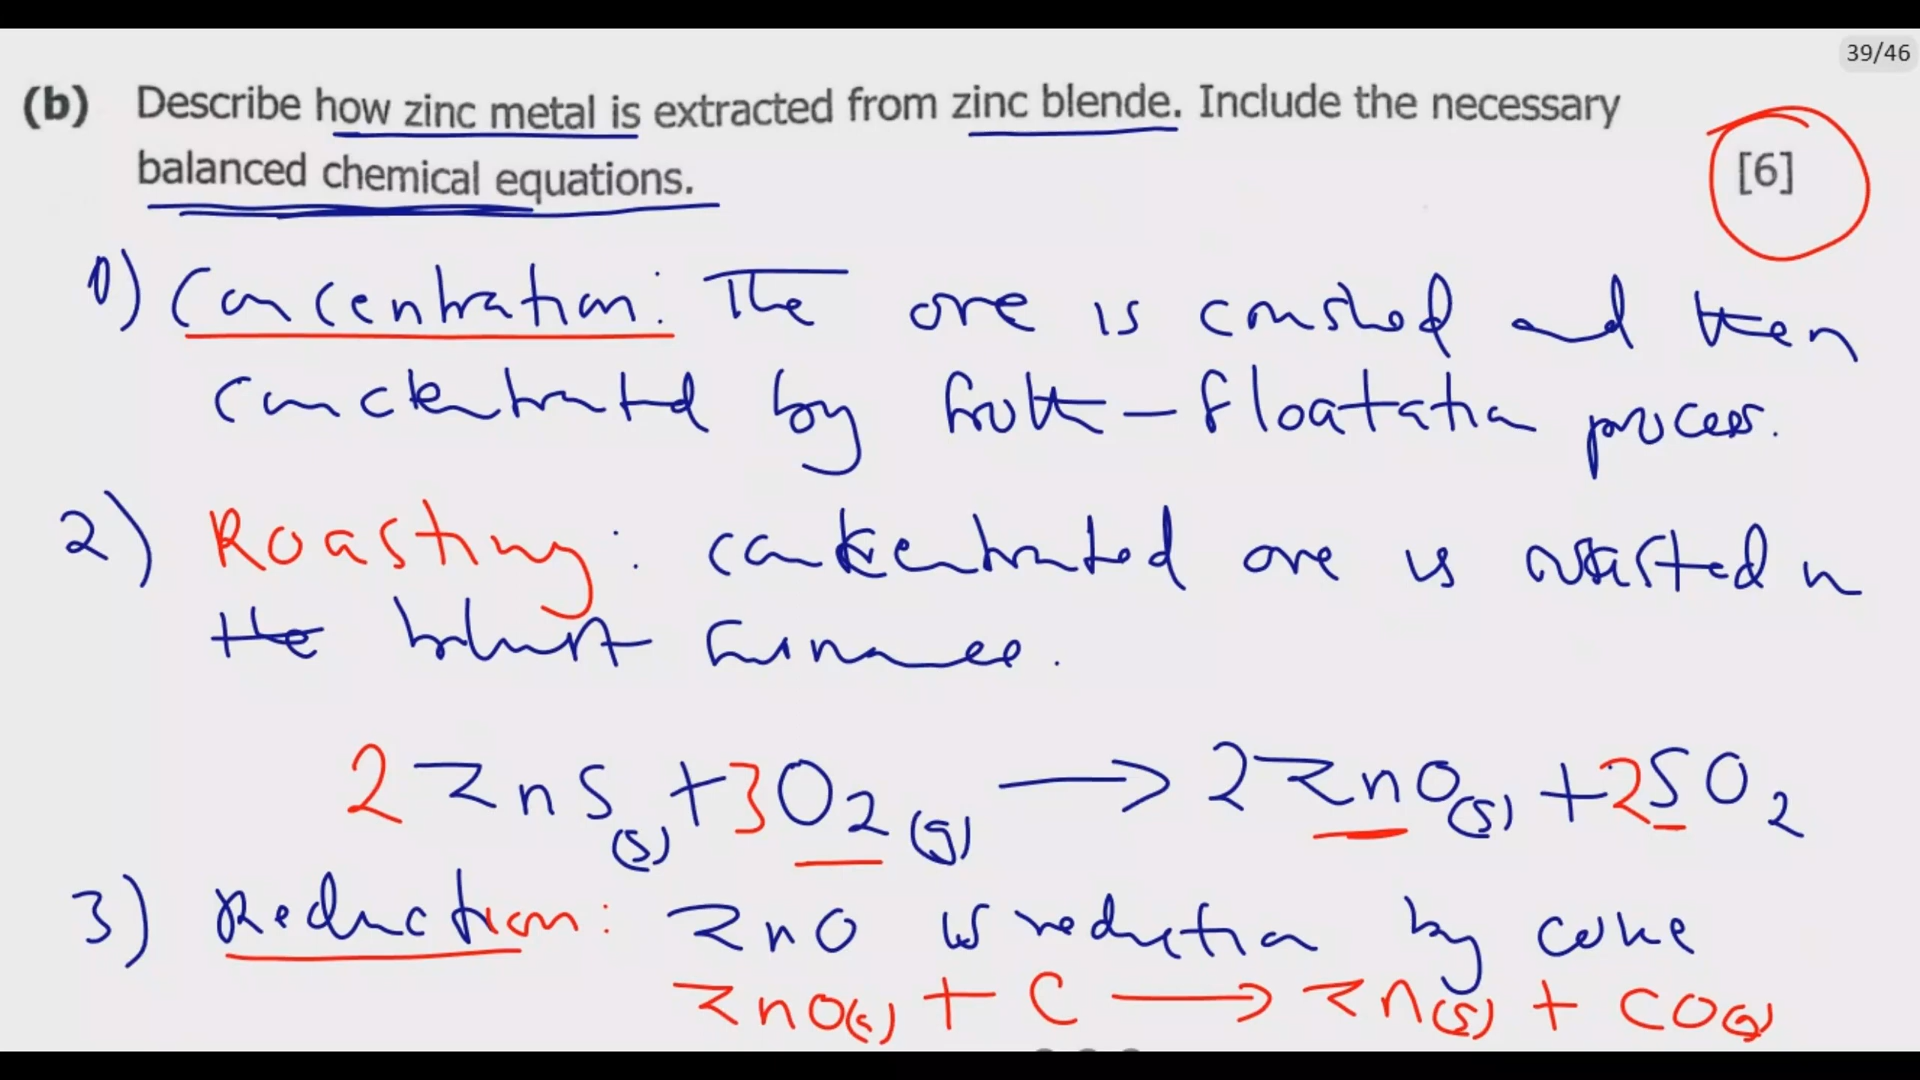 39/46
(b) Describe how zinc metal is extracted from zinc blende. Include the necessary
balanced chemical equations. [6]
1) Concentration: The ore is crushed and then
concentrated by froth-floatation process.
2) Roasting: concentrated ore is roasted in
the blast furnace.
2ZnS(s) + 3O2(g) → 2ZnO(s) + 2SO2
3) Reduction: ZnO is reduction by coke
ZnO(s) + C → Zn(s) + CO(g)